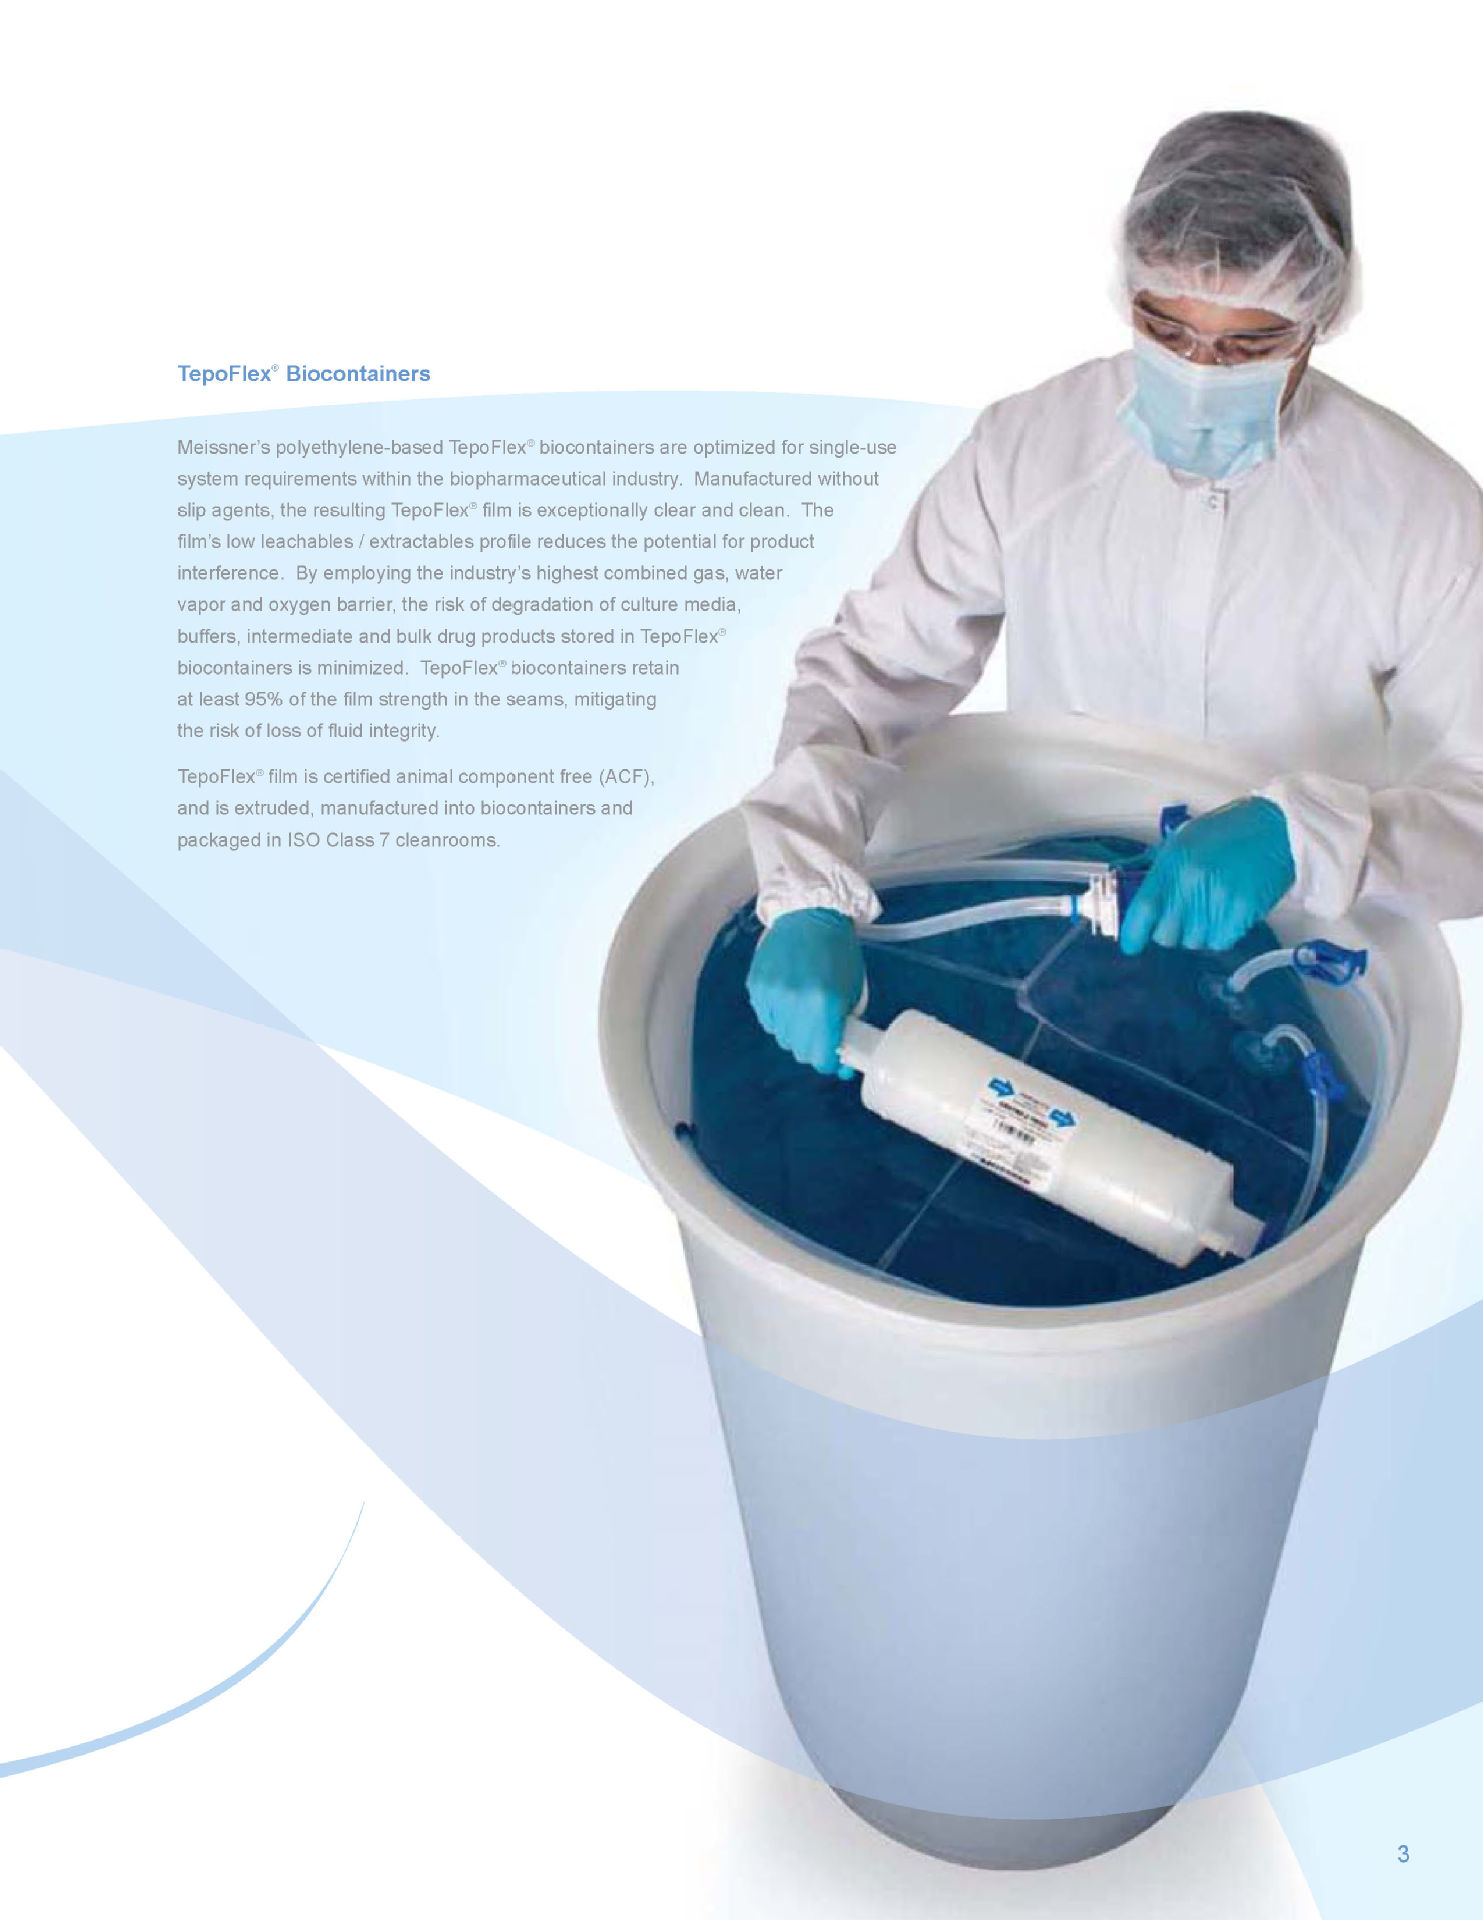 TepoFlex® Biocontainers
Meissner's polyethylene-based TepoFlex® biocontainers are optimized for single-use
system requirements within the biopharmaceutical industry.  Manufactured without
slip agents, the resulting TepoFlex® film is exceptionally clear and clean.  The
film's low leachables / extractables profile reduces the potential for product
interference.  By employing the industry's highest combined gas, water
vapor and oxygen barrier, the risk of degradation of culture media,
buffers, intermediate and bulk drug products stored in TepoFlex®
biocontainers is minimized.  TepoFlex® biocontainers retain
at least 95% of the film strength in the seams, mitigating
the risk of loss of fluid integrity.
TepoFlex® film is certified animal component free (ACF),
and is extruded, manufactured into biocontainers and
packaged in ISO Class 7 cleanrooms.
3